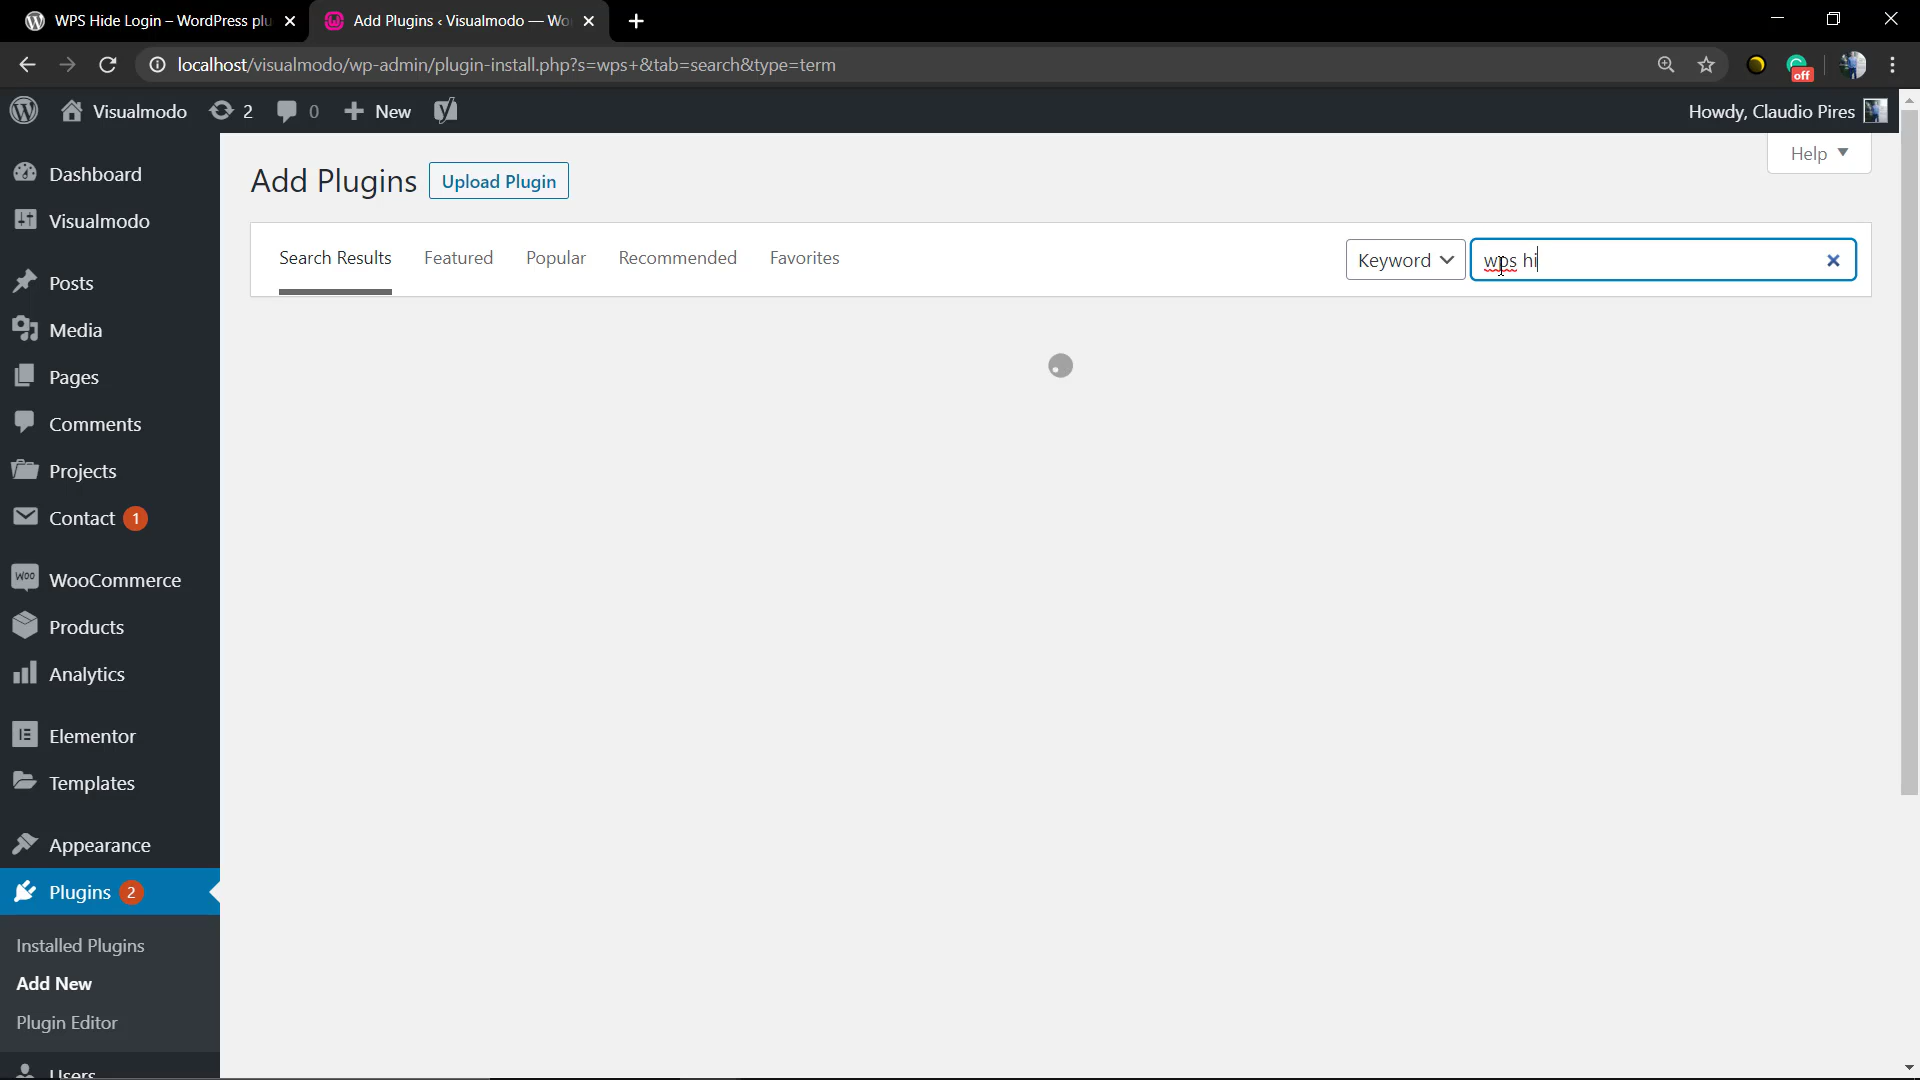 WPS Hide Login – WordPress plu
Add Plugins ‹ Visualmodo — Wo
localhost/visualmodo/wp-admin/plugin-install.php?s=wps+&tab=search&type=term
off
Visualmodo
2
0
New
Howdy, Claudio Pires
Help
Dashboard
Visualmodo
Posts
Media
Pages
Comments
Projects
Contact 1
Woo
WooCommerce
Products
Analytics
Elementor
Templates
Appearance
Plugins 2
Installed Plugins
Add New
Plugin Editor
Users
Add Plugins
Upload Plugin
Search Results
Featured
Popular
Recommended
Favorites
Keyword
wps hi